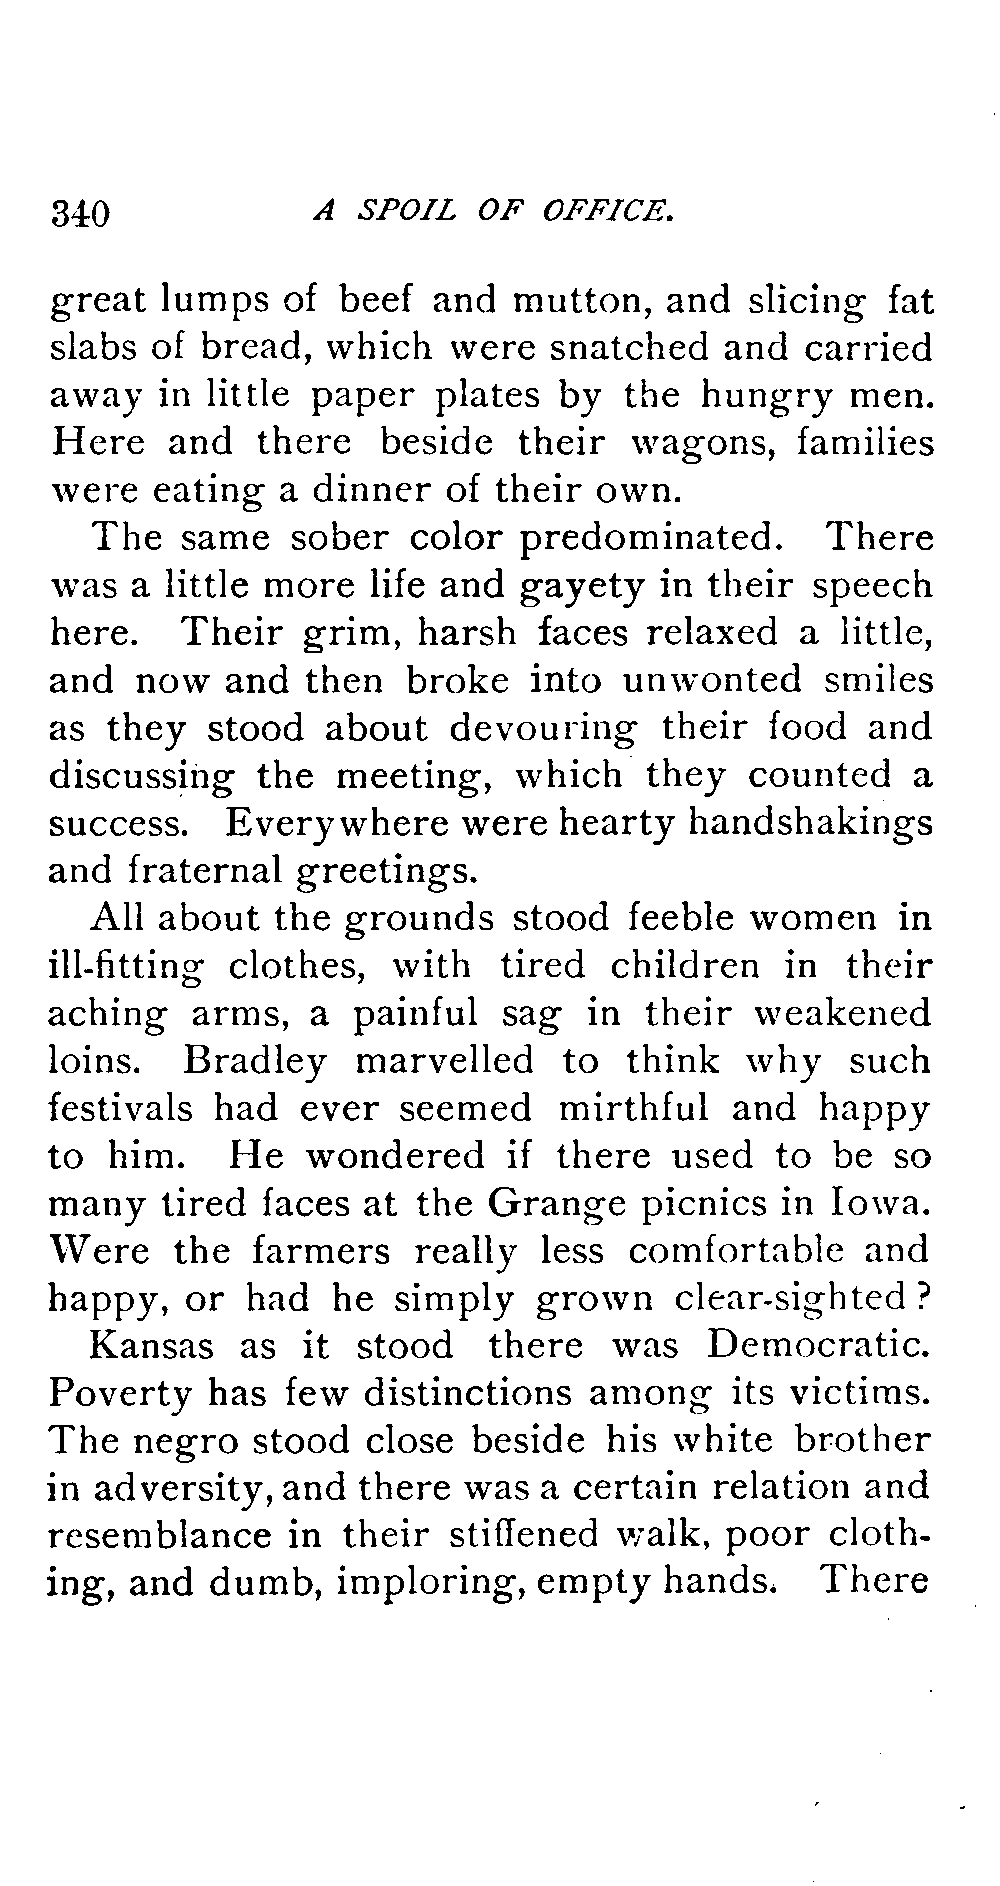 340 A SPOIL OF OFFICE.
great lumps of beef and mutton, and slicing fat
slabs of bread, which were snatched and carried
away in little paper plates by the hungry men.
Here and there beside their wagons, families
were eating a dinner of their own.
The same sober color predominated. There
was a little more life and gayety in their speech
here. Their grim, harsh faces relaxed a little,
and now and then broke into unwonted smiles
as they stood about devouring their food and
discussing the meeting, which they counted a
success. Everywhere were hearty handshakings
and fraternal greetings.
All about the grounds stood feeble women in
ill-fitting clothes, with tired children in their
aching arms, a painful sag in their weakened
loins. Bradley marvelled to think why such
festivals had ever seemed mirthful and happy
to him. He wondered if there used to be so
many tired faces at the Grange picnics in Iowa.
Were the farmers really less comfortable and
happy, or had he simply grown clear-sighted?
Kansas as it stood there was Democratic.
Poverty has few distinctions among its victims.
The negro stood close beside his white brother
in adversity, and there was a certain relation and
resemblance in their stiffened walk, poor cloth-
ing, and dumb, imploring, empty hands. There